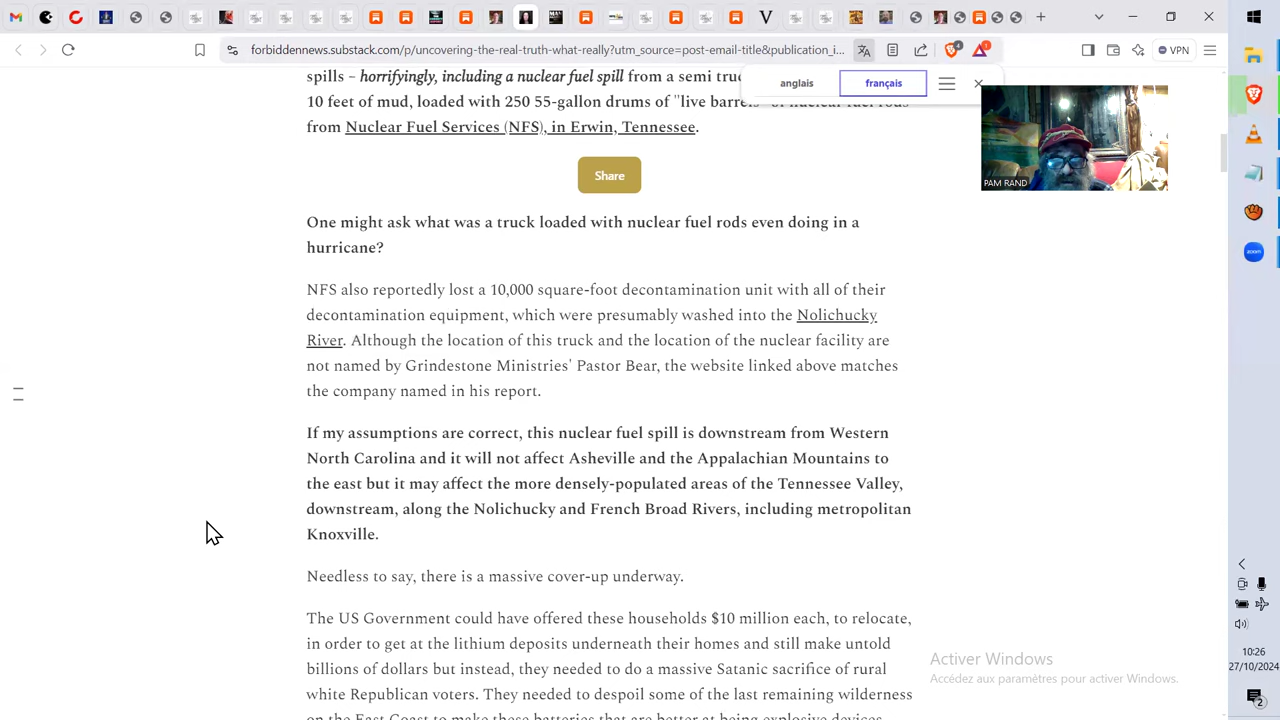 forbiddennews.substack.com/p/uncovering-the-real-truth-what-really?utm_source=post-email-title&publication_i...
4
1
VPN
anglais
français
spills – horrifyingly, including a nuclear fuel spill from a semi truc
10 feet of mud, loaded with 250 55-gallon drums of "live barrels" of nuclear fuel rods
from Nuclear Fuel Services (NFS), in Erwin, Tennessee.
PAM RAND
Share
One might ask what was a truck loaded with nuclear fuel rods even doing in a
hurricane?
NFS also reportedly lost a 10,000 square-foot decontamination unit with all of their
decontamination equipment, which were presumably washed into the Nolichucky
River. Although the location of this truck and the location of the nuclear facility are
not named by Grindestone Ministries' Pastor Bear, the website linked above matches
the company named in his report.
If my assumptions are correct, this nuclear fuel spill is downstream from Western
North Carolina and it will not affect Asheville and the Appalachian Mountains to
the east but it may affect the more densely-populated areas of the Tennessee Valley,
downstream, along the Nolichucky and French Broad Rivers, including metropolitan
Knoxville.
Needless to say, there is a massive cover-up underway.
The US Government could have offered these households $10 million each, to relocate,
in order to get at the lithium deposits underneath their homes and still make untold
billions of dollars but instead, they needed to do a massive Satanic sacrifice of rural
white Republican voters. They needed to despoil some of the last remaining wilderness
on the East Coast to make these batteries that are better at being explosive devices
Activer Windows
Accédez aux paramètres pour activer Windows.
zoom
10:26
27/10/2024
2